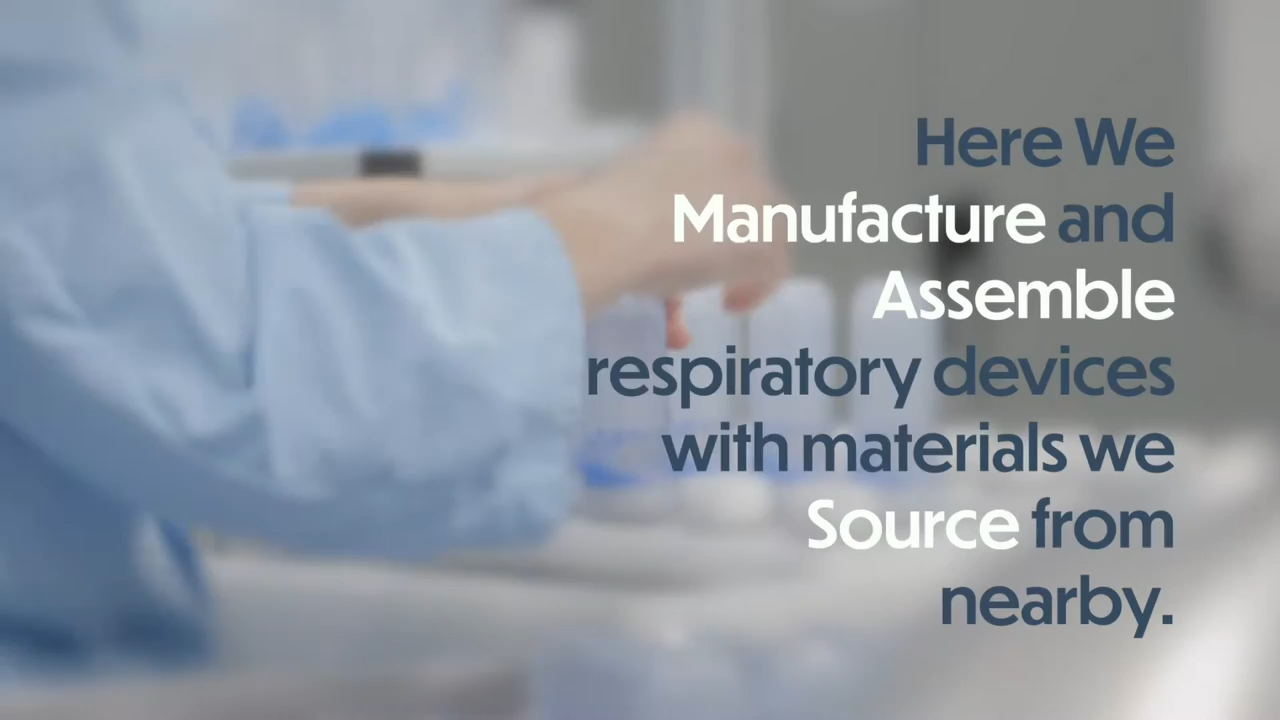 Here We
Manufacture and
Assemble
respiratory devices
with materials we
Source from
nearby.